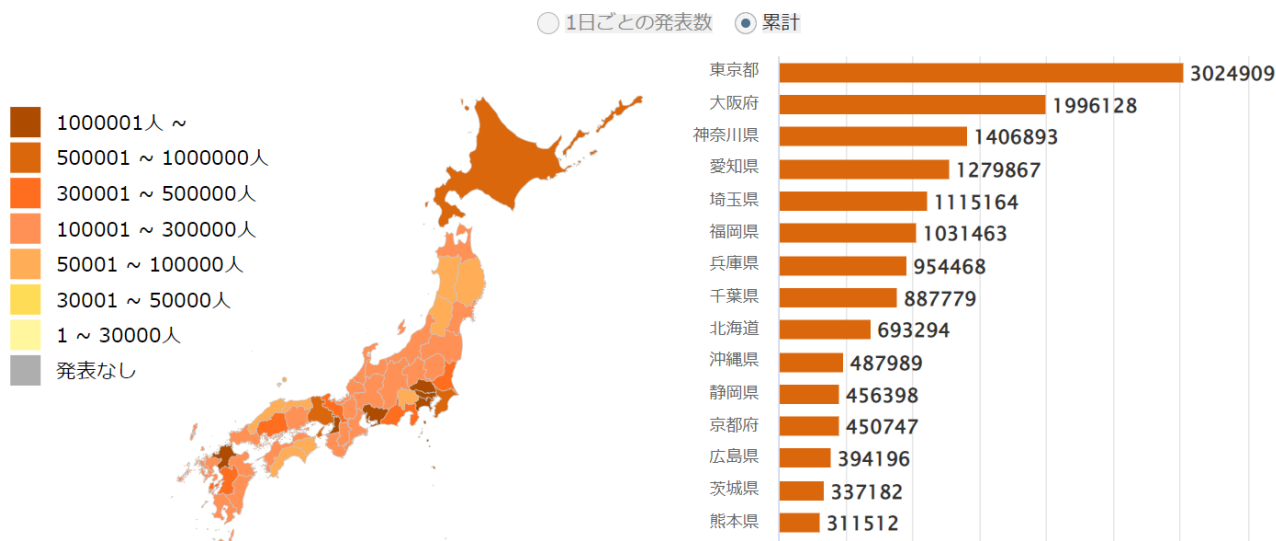 1日ごとの発表数 累計
1000001人 ~
500001 ~ 1000000人
300001 ~ 500000人
100001 ~ 300000人
50001 ~ 100000人
30001 ~ 50000人
1 ~ 30000人
発表なし
東京都 3024909
大阪府 1996128
神奈川県 1406893
愛知県 1279867
埼玉県 1115164
福岡県 1031463
兵庫県 954468
千葉県 887779
北海道 693294
沖縄県 487989
静岡県 456398
京都府 450747
広島県 394196
茨城県 337182
熊本県 311512